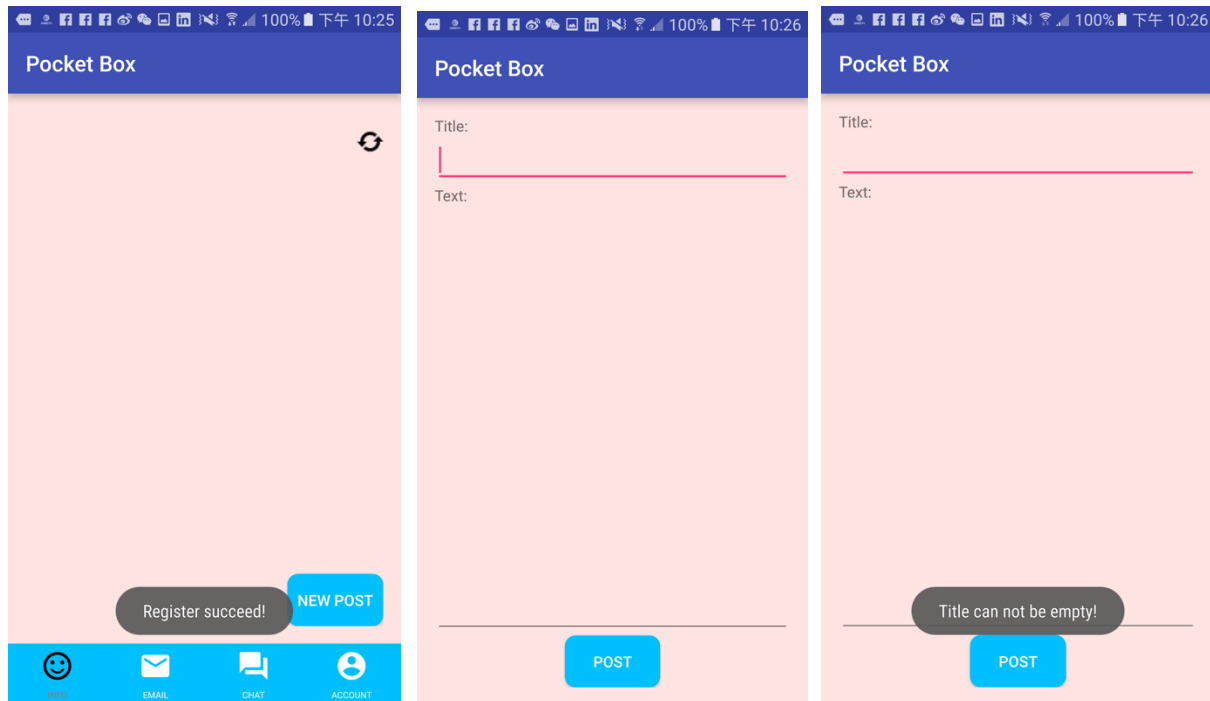 100% 下午 10:25
Pocket Box
Register succeed!
NEW POST
INFO
EMAIL
CHAT
ACCOUNT
100% 下午 10:26
Pocket Box
Title:
Text:
POST
100% 下午 10:26
Pocket Box
Title:
Text:
Title can not be empty!
POST